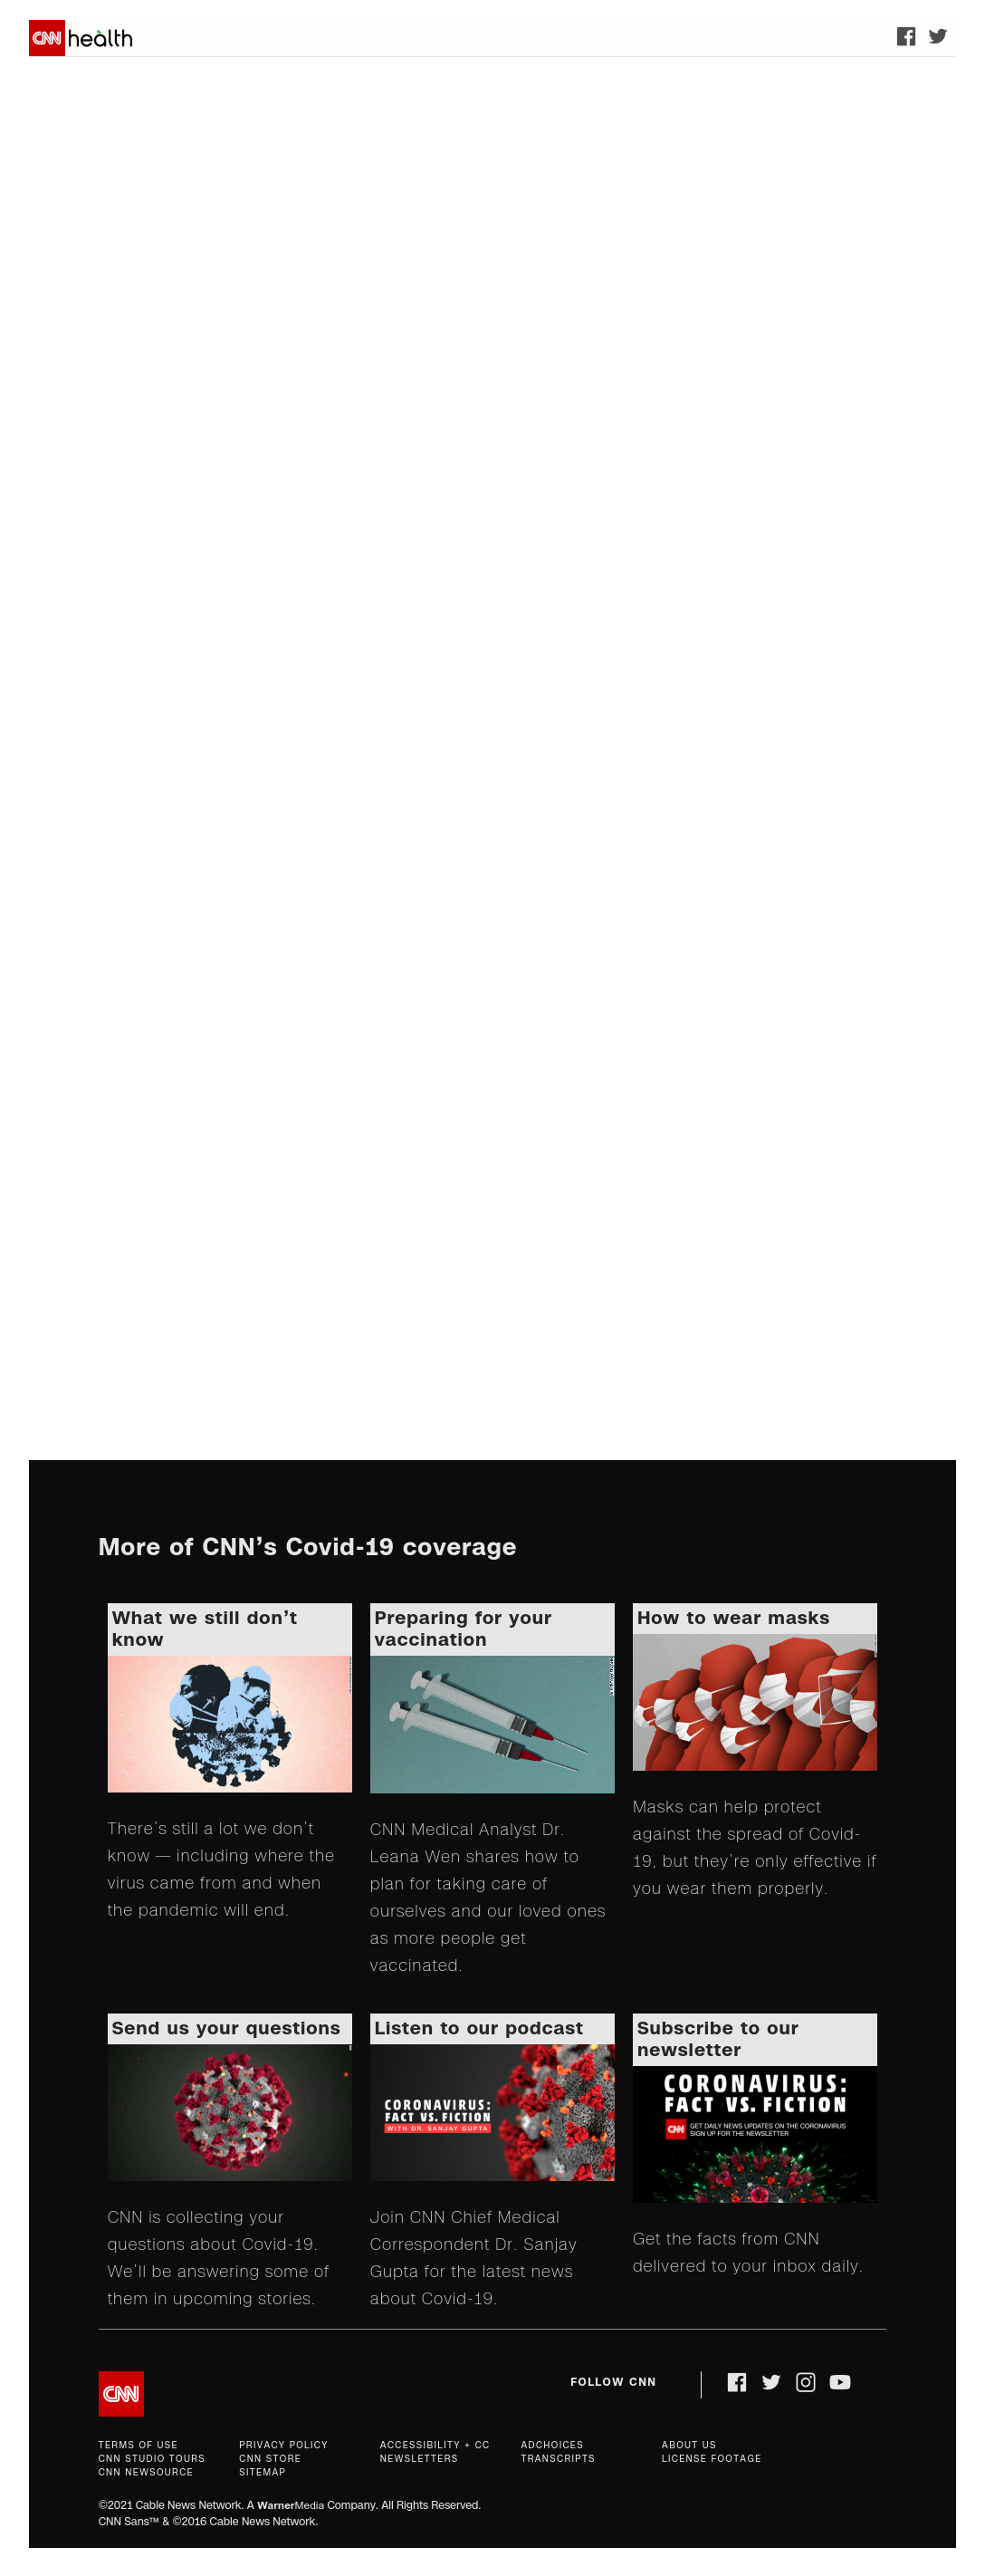 CNN health
More of CNN’s Covid-19 coverage
What we still don’t
know
There’s still a lot we don’t
know — including where the
virus came from and when
the pandemic will end.
Preparing for your
vaccination
CNN Medical Analyst Dr.
Leana Wen shares how to
plan for taking care of
ourselves and our loved ones
as more people get
vaccinated.
How to wear masks
Masks can help protect
against the spread of Covid-
19, but they’re only effective if
you wear them properly.
Send us your questions
CNN is collecting your
questions about Covid-19.
We’ll be answering some of
them in upcoming stories.
Listen to our podcast
CORONAVIRUS:
FACT VS. FICTION
WITH DR. SANJAY GUPTA
Join CNN Chief Medical
Correspondent Dr. Sanjay
Gupta for the latest news
about Covid-19.
Subscribe to our
newsletter
CORONAVIRUS:
FACT VS. FICTION
CNN
GET DAILY NEWS UPDATES ON THE CORONAVIRUS
SIGN UP FOR THE NEWSLETTER
Get the facts from CNN
delivered to your inbox daily.
CNN
FOLLOW CNN
TERMS OF USE
PRIVACY POLICY
ACCESSIBILITY + CC
ADCHOICES
ABOUT US
CNN STUDIO TOURS
CNN STORE
NEWSLETTERS
TRANSCRIPTS
LICENSE FOOTAGE
CNN NEWSOURCE
SITEMAP
©2021 Cable News Network. A WarnerMedia Company. All Rights Reserved.
CNN Sans™ & ©2016 Cable News Network.